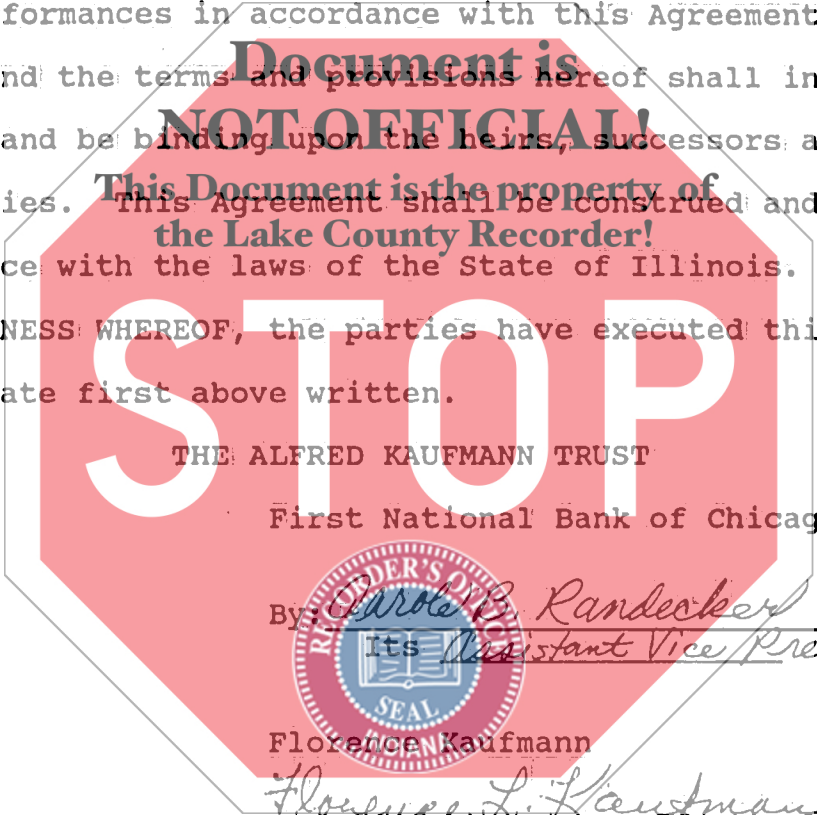 formances in accordance with this Agreement
Document is
nd the terms and provisions hereof shall in
NOT OFFICIAL!
and be binding upon the heirs, successors a
This Document is the property of
ies. This Agreement shall be construed and
the Lake County Recorder!
ce with the laws of the State of Illinois.
STOP
NESS WHEREOF, the parties have executed thi
ate first above written.
THE ALFRED KAUFMANN TRUST
First National Bank of Chicag
By: Carole B. Randecker
Its Assistant Vice Pre
RECORDER'S OFFICE
SEAL
INDIANA
Florence Kaufmann
Florence L. Kaufman